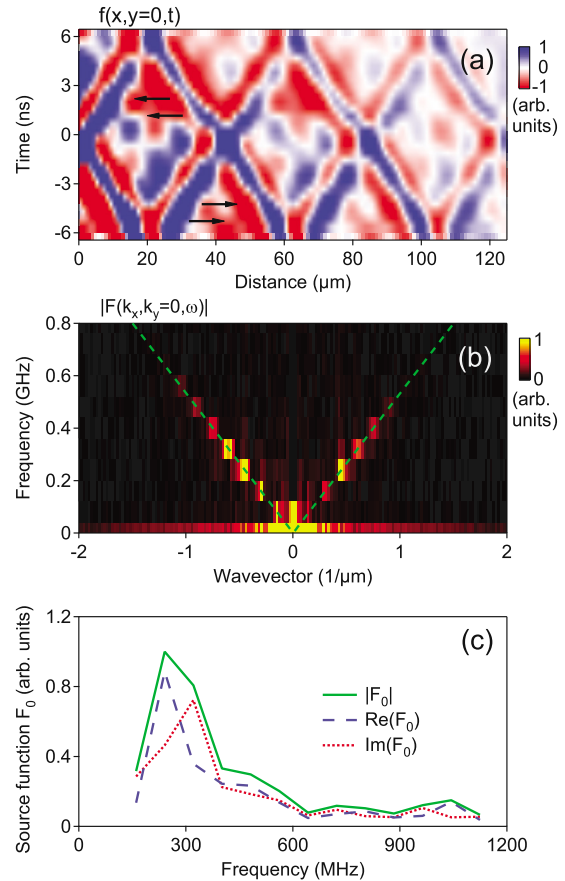 f(x,y=0,t)
6
3
0
-3
-6
Time (ns)
(a)
1
0
-1
(arb.
units)
0 20 40 60 80 100 120
Distance (µm)
|F(kx,ky=0,ω)|
0.8
0.6
0.4
0.2
0
Frequency (GHz)
(b)
1
0
(arb.
units)
-2 -1 0 1 2
Wavevector (1/µm)
1.2
0.8
0.4
0
Source function F0 (arb. units)
(c)
|F0|
Re(F0)
Im(F0)
0 300 600 900 1200
Frequency (MHz)